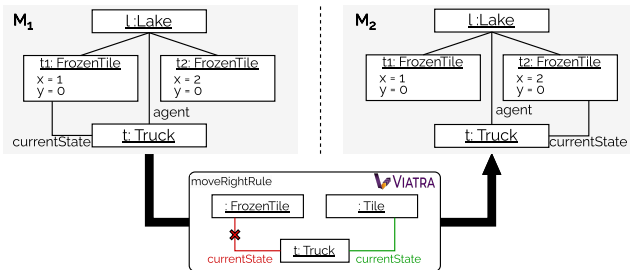 M1
l :Lake
t1: FrozenTile
x = 1
y = 0
t2: FrozenTile
x = 2
y = 0
agent
currentState
t: Truck
M2
l :Lake
t1: FrozenTile
x = 1
y = 0
t2: FrozenTile
x = 2
y = 0
agent
t: Truck
currentState
moveRightRule
VIATRA
: FrozenTile
: Tile
currentState
t: Truck
currentState